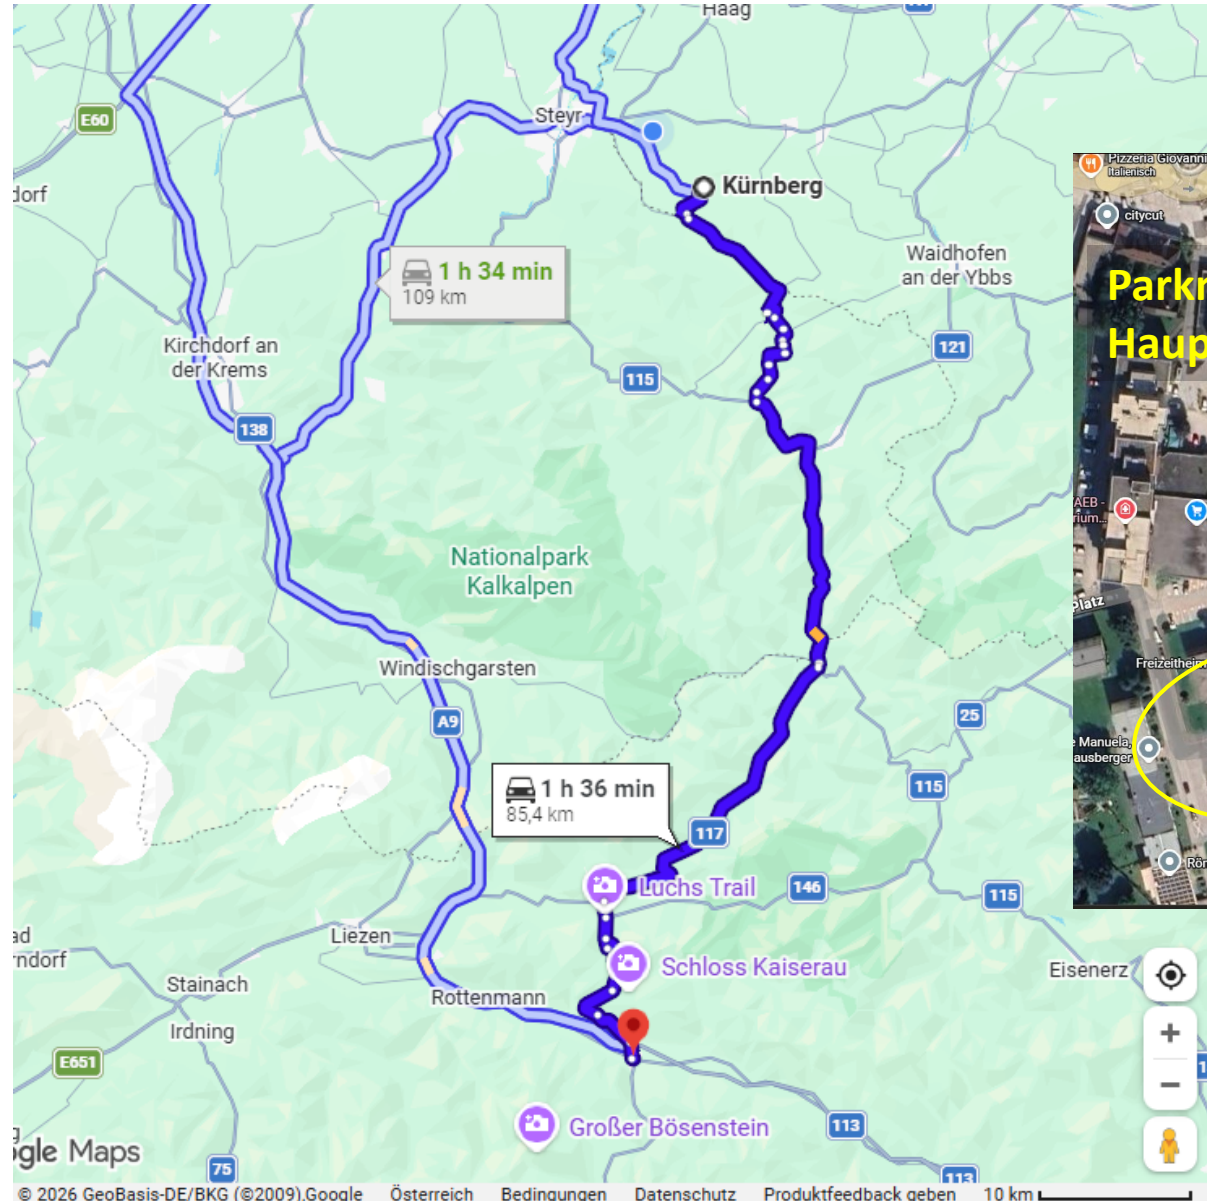 Haag
E60
Steyr
dorf
Kürnberg
Pizzeria Giovanni
Italienisch
citycut
Waidhofen
an der Ybbs
1 h 34 min
109 km
Kirchdorf an
der Krems
121
115
138
Nationalpark
Kalkalpen
AEB -
rium...
Platz
Freizeitheim
Windischgarsten
A9
25
e Manuela,
ausberger
1 h 36 min
85,4 km
115
117
Luchs Trail
146
115
Rör
Liezen
ad
rndorf
Schloss Kaiserau
Eisenerz
Stainach
Rottenmann
Irdning
E651
Großer Bösenstein
113
gle Maps
75
113
© 2026 GeoBasis-DE/BKG (©2009),Google Österreich Bedingungen Datenschutz Produktfeedback geben 10 km
Parkr
Haup